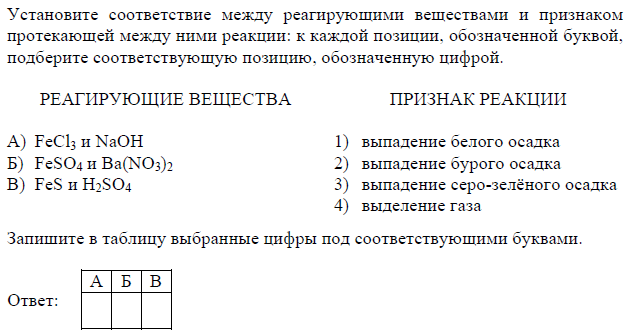 Установите соответствие между реагирующими веществами и признаком
протекающей между ними реакции: к каждой позиции, обозначенной буквой,
подберите соответствующую позицию, обозначенную цифрой.
РЕАГИРУЮЩИЕ ВЕЩЕСТВА ПРИЗНАК РЕАКЦИИ
А) FeCl3 и NaOH 1) выпадение белого осадка
Б) FeSO4 и Ba(NO3)2 2) выпадение бурого осадка
В) FeS и H2SO4 3) выпадение серо-зелёного осадка
4) выделение газа
Запишите в таблицу выбранные цифры под соответствующими буквами.
А Б В
Ответ: